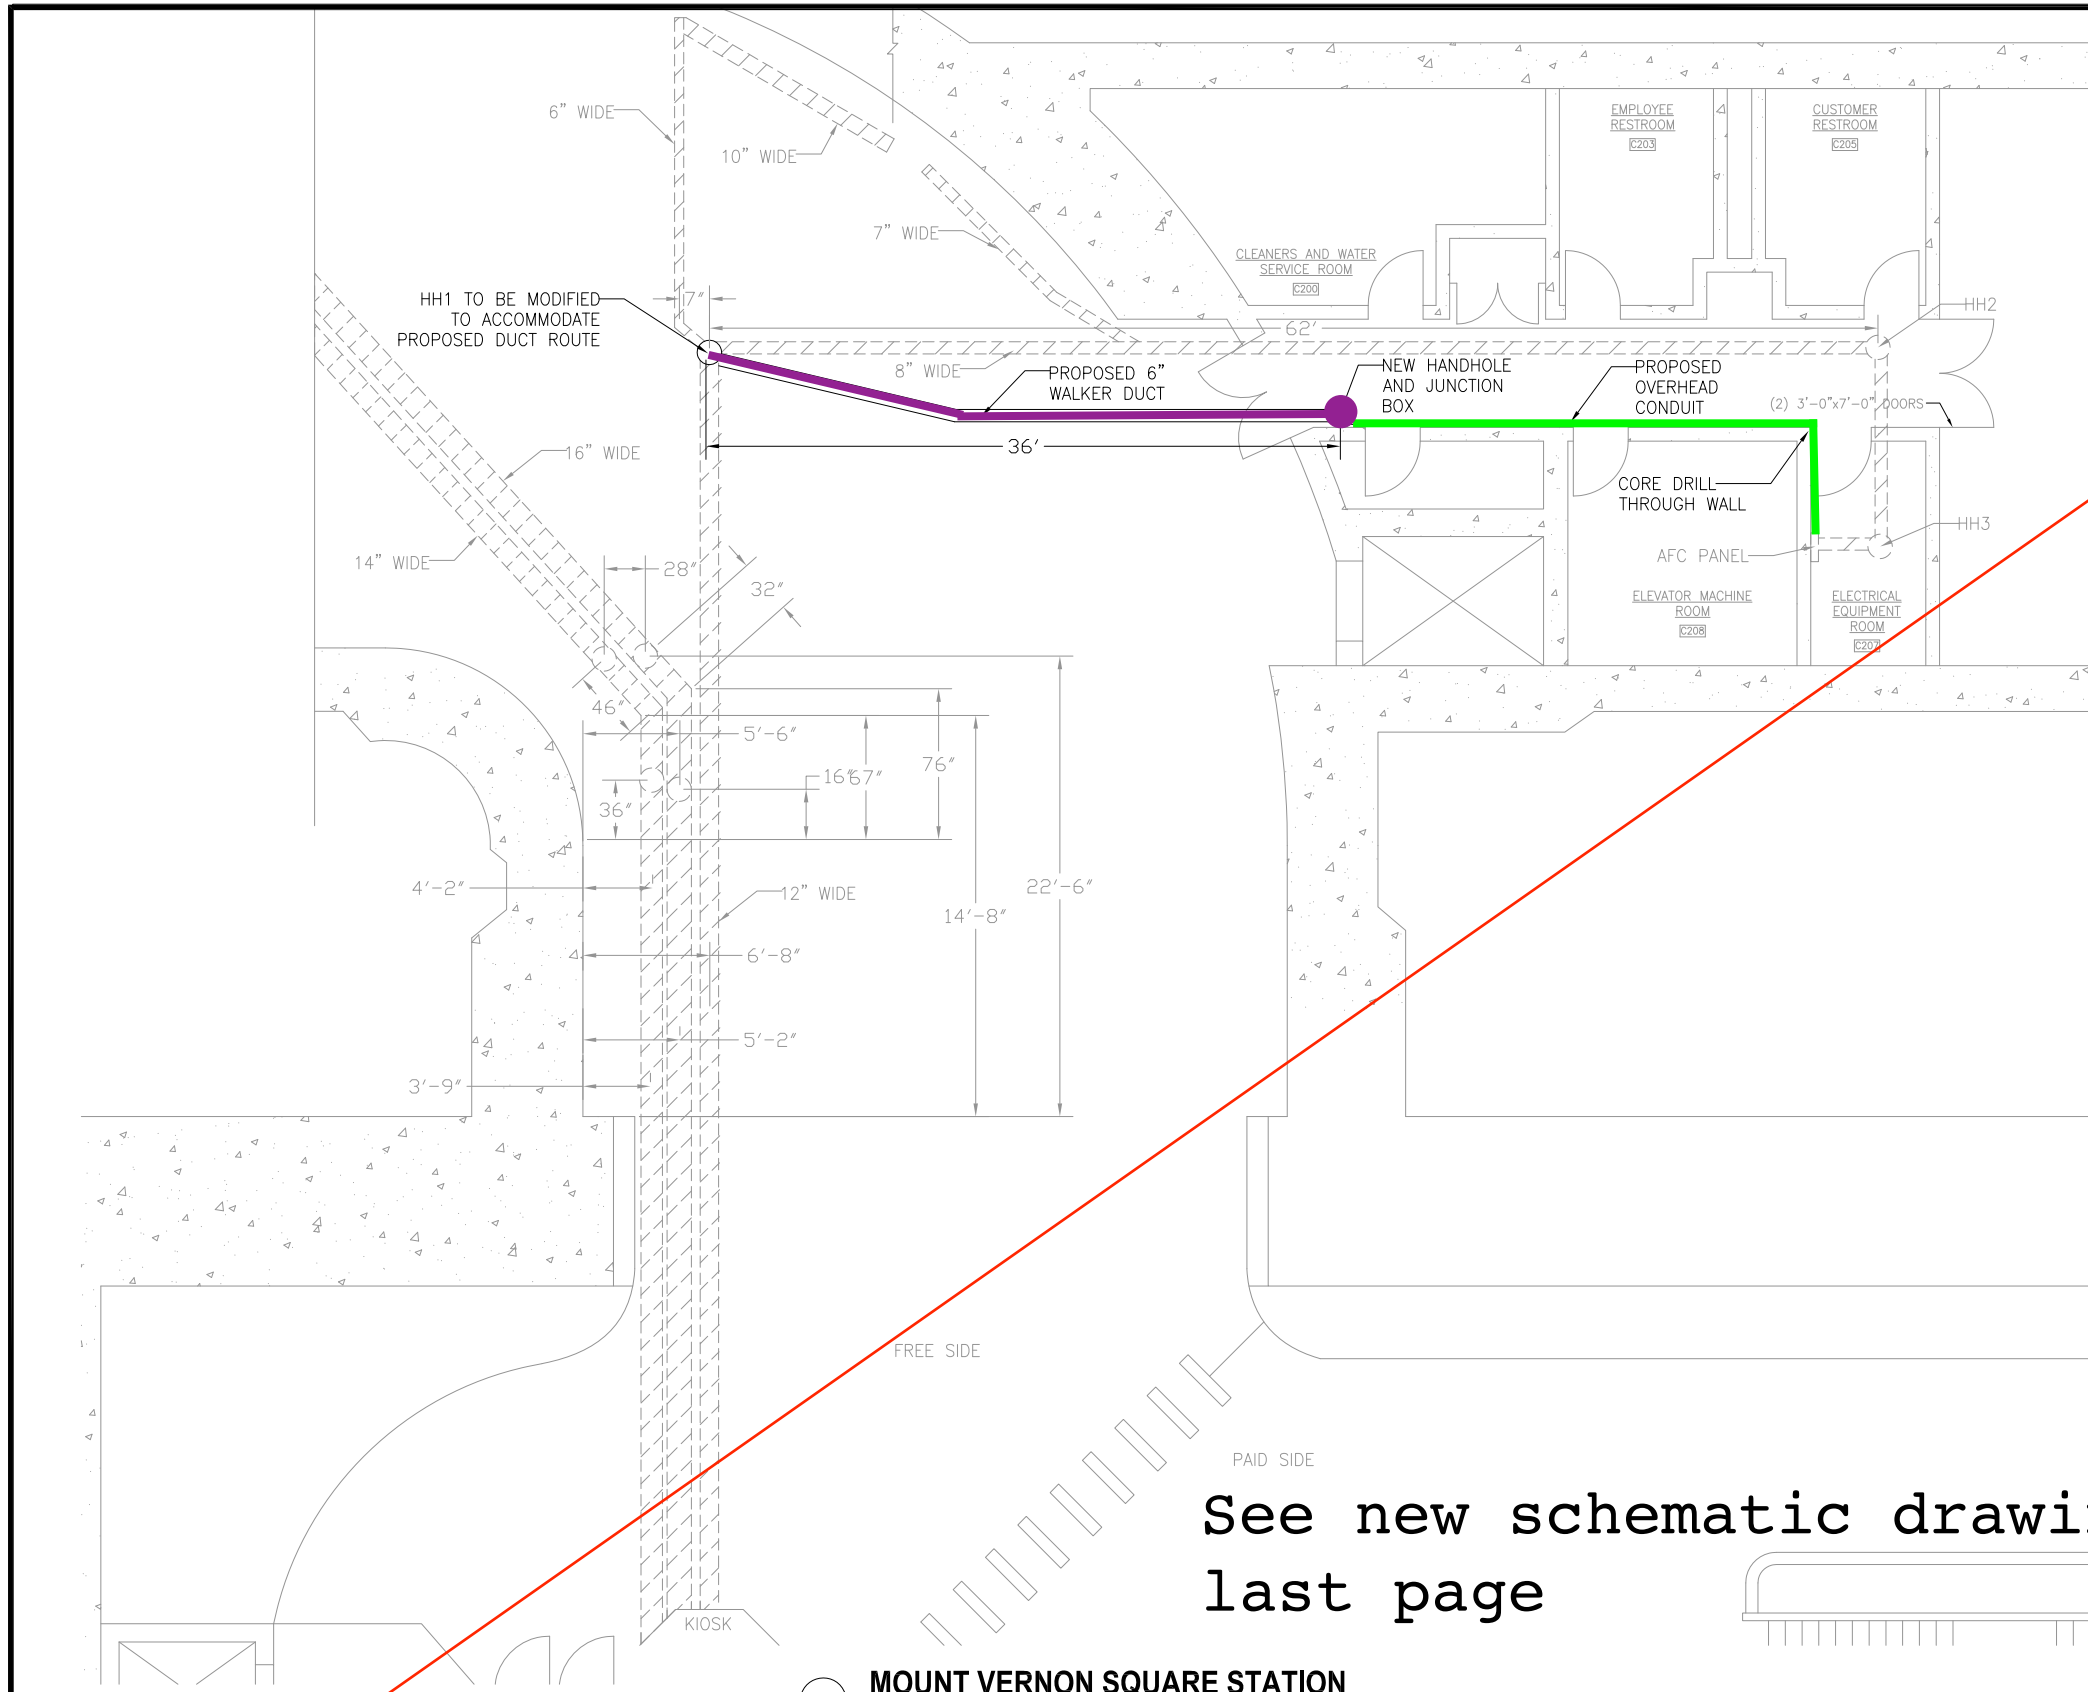 6" WIDE
10" WIDE
7" WIDE
EMPLOYEE
RESTROOM
C203
CUSTOMER
RESTROOM
C205
CLEANERS AND WATER
SERVICE ROOM
C200
HH1 TO BE MODIFIED
TO ACCOMMODATE
PROPOSED DUCT ROUTE
7"
62'
HH2
8" WIDE
PROPOSED 6"
WALKER DUCT
NEW HANDHOLE
AND JUNCTION
BOX
PROPOSED
OVERHEAD
CONDUIT
(2) 3'-0"x7'-0" DOORS
36'
16" WIDE
CORE DRILL
THROUGH WALL
HH3
14" WIDE
28"
32"
AFC PANEL
ELEVATOR MACHINE
ROOM
C208
ELECTRICAL
EQUIPMENT
ROOM
C207
46"
5'-6"
76"
16"
67"
36"
4'-2"
12" WIDE
22'-6"
14'-8"
6'-8"
5'-2"
3'-9"
FREE SIDE
PAID SIDE
See new schematic drawi
last page
KIOSK
MOUNT VERNON SQUARE STATION